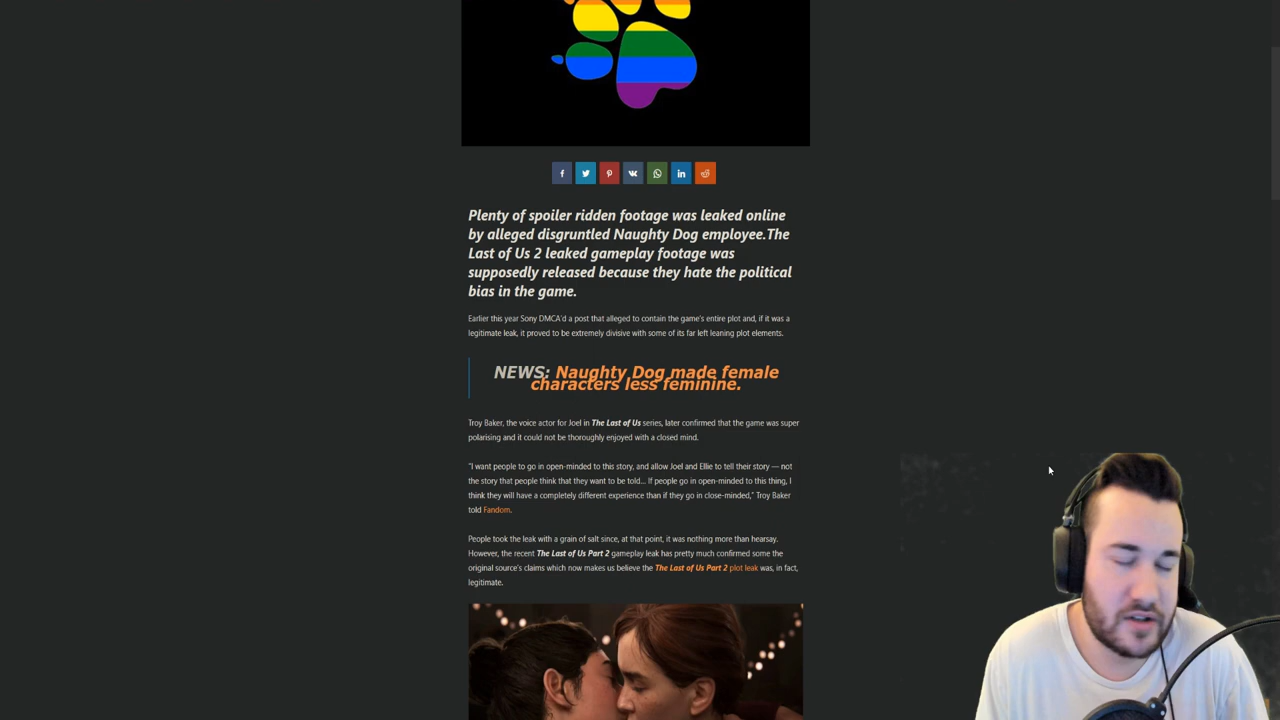 Plenty of spoiler ridden footage was leaked online
by alleged disgruntled Naughty Dog employee.The
Last of Us 2 leaked gameplay footage was
supposedly released because they hate the political
bias in the game.
Earlier this year Sony DMCA'd a post that alleged to contain the game's entire plot and, if it was a
legitimate leak, it proved to be extremely divisive with some of its far left leaning plot elements.
NEWS: Naughty Dog made female
characters less feminine.
Troy Baker, the voice actor for Joel in The Last of Us series, later confirmed that the game was super
polarising and it could not be thoroughly enjoyed with a closed mind.
"I want people to go in open-minded to this story, and allow Joel and Ellie to tell their story — not
the story that people think that they want to be told... If people go in open-minded to this thing, I
think they will have a completely different experience than if they go in close-minded," Troy Baker
told Fandom.
People took the leak with a grain of salt since, at that point, it was nothing more than hearsay.
However, the recent The Last of Us Part 2 gameplay leak has pretty much confirmed some the
original source's claims which now makes us believe the The Last of Us Part 2 plot leak was, in fact,
legitimate.